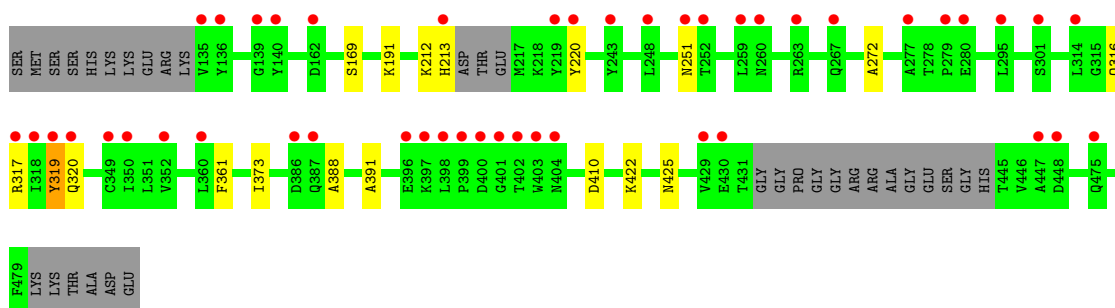 SER MET SER SER HIS LYS LYS GLU ARG LYS V135 Y136 G139 Y140 D162 S169 K191 K212 H213 ASP THR GLU M217 K218 Y219 Y220 Y243 L248 N251 T252 L259 N260 R263 Q267 A272 A277 T278 P279 E280 L295 S301 L314 G315
R317 I318 Y319 Q320 C349 I350 L351 V352 L360 F361 I373 D386 Q387 A388 A391 E396 K397 L398 P399 D400 G401 T402 W403 N404 D410 K422 N425 V429 E430 T431 GLY GLY PRO GLY GLY ARG ARG ALA GLY GLU SER GLY HIS T445 V446 A447 D448 Q475
F479 LYS LYS THR ALA ASP GLU